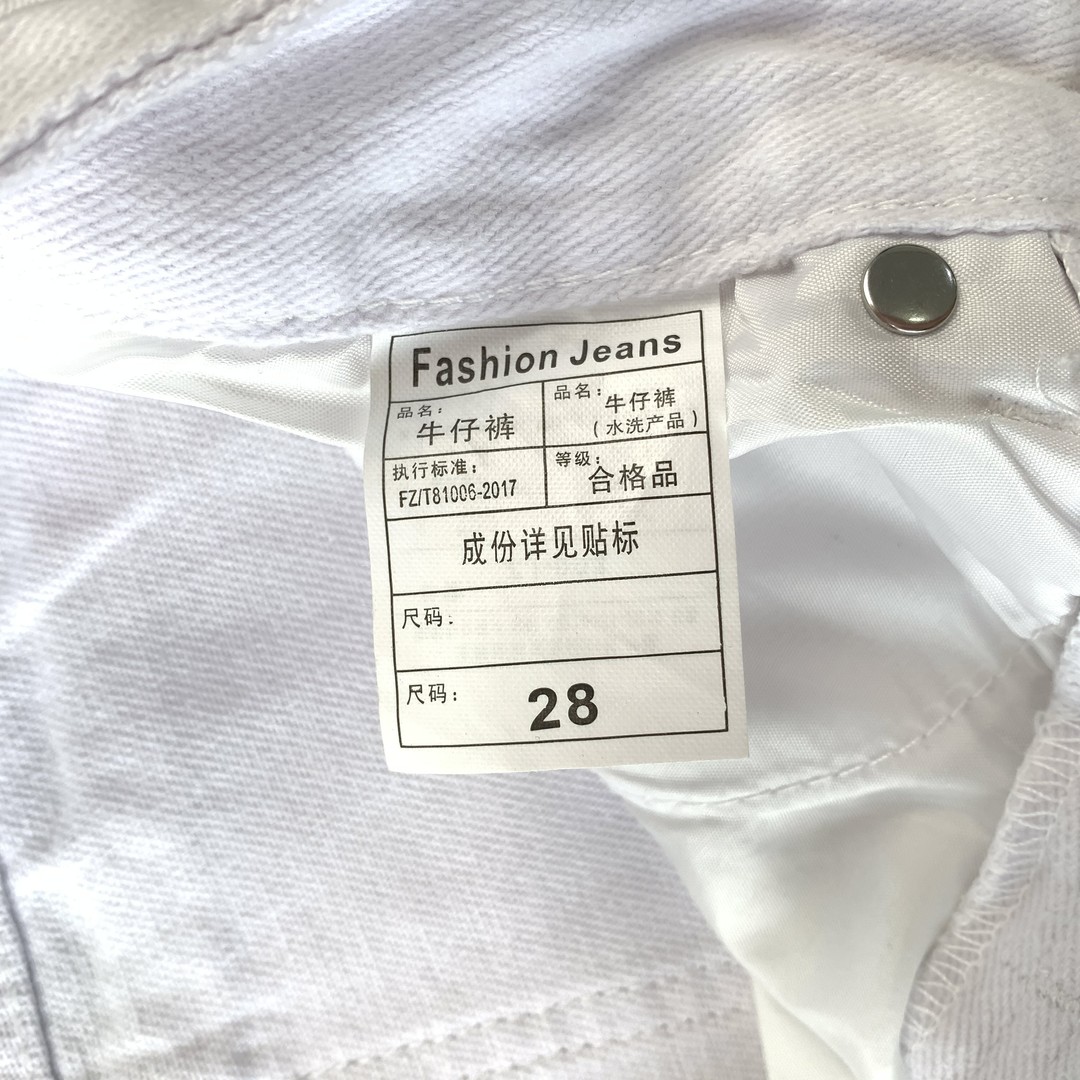 Fashion Jeans
品名:
牛仔裤
品名:
牛仔裤
(水洗产品)
执行标准:
FZ/T81006-2017
等级:
合格品
成份详见贴标
尺码:
尺码:
28